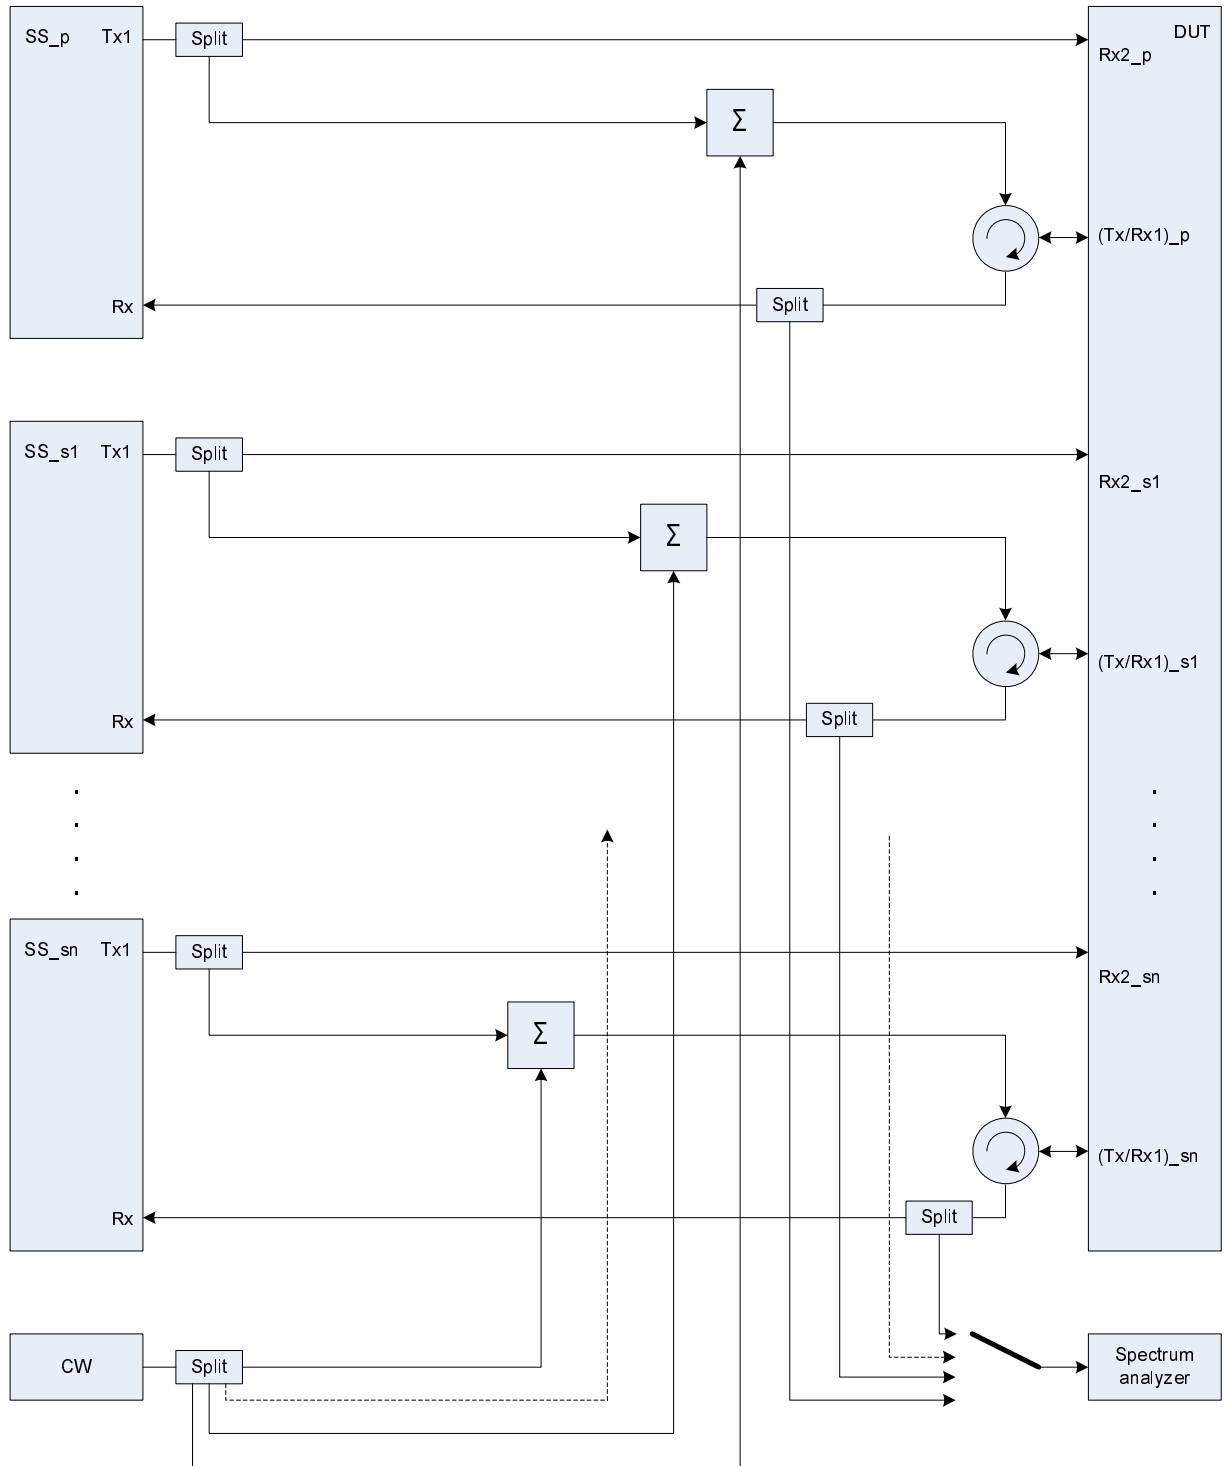 SS_p Tx1
Split
DUT
Rx2_p
Σ
(Tx/Rx1)_p
Rx
Split
SS_s1 Tx1
Split
Rx2_s1
Σ
(Tx/Rx1)_s1
Rx
Split
SS_sn Tx1
Split
Rx2_sn
Σ
(Tx/Rx1)_sn
Rx
Split
CW
Split
Spectrum
analyzer